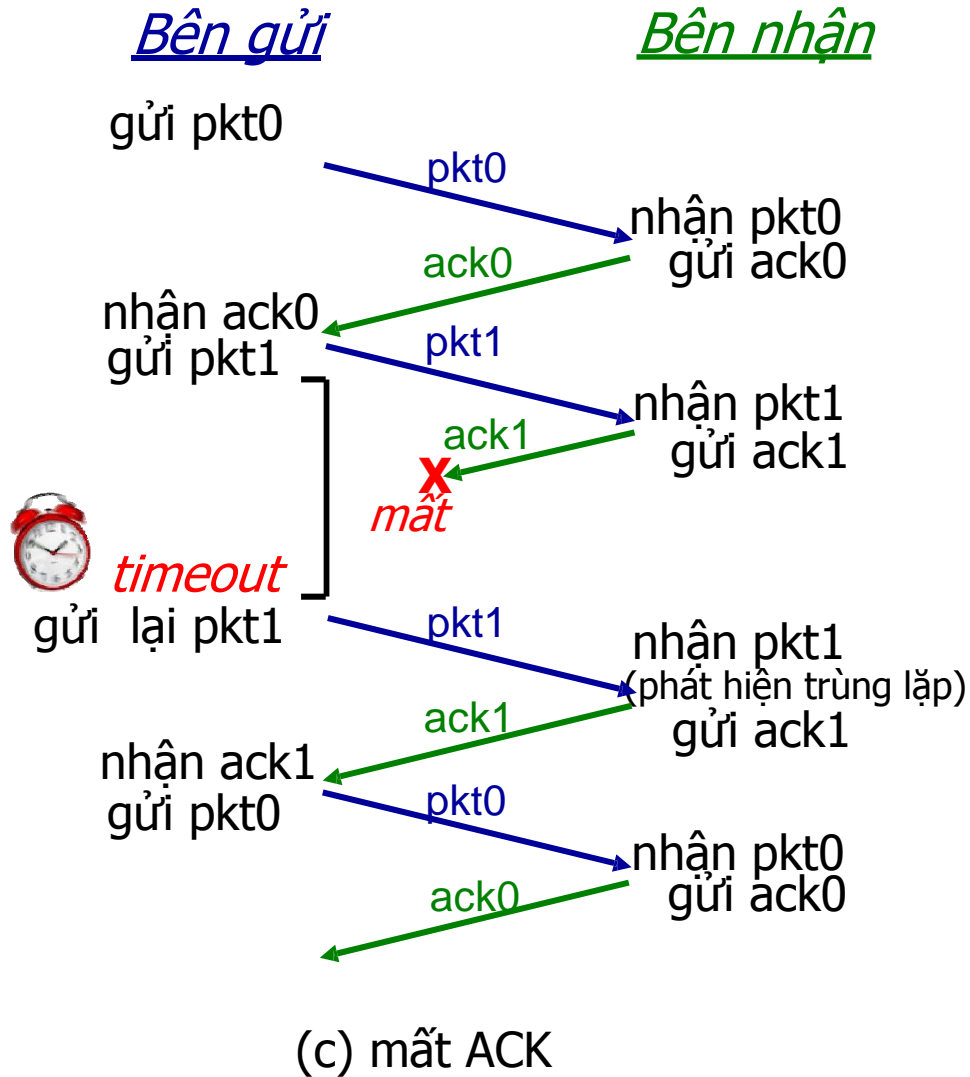 Bên gửi
Bên nhận
gửi pkt0
pkt0
nhận pkt0
gửi ack0
ack0
nhận ack0
gửi pkt1
pkt1
nhận pkt1
gửi ack1
ack1
X
mất
timeout
gửi lại pkt1
pkt1
nhận pkt1
(phát hiện trùng lặp)
gửi ack1
ack1
nhận ack1
gửi pkt0
pkt0
nhận pkt0
gửi ack0
ack0
(c) mất ACK